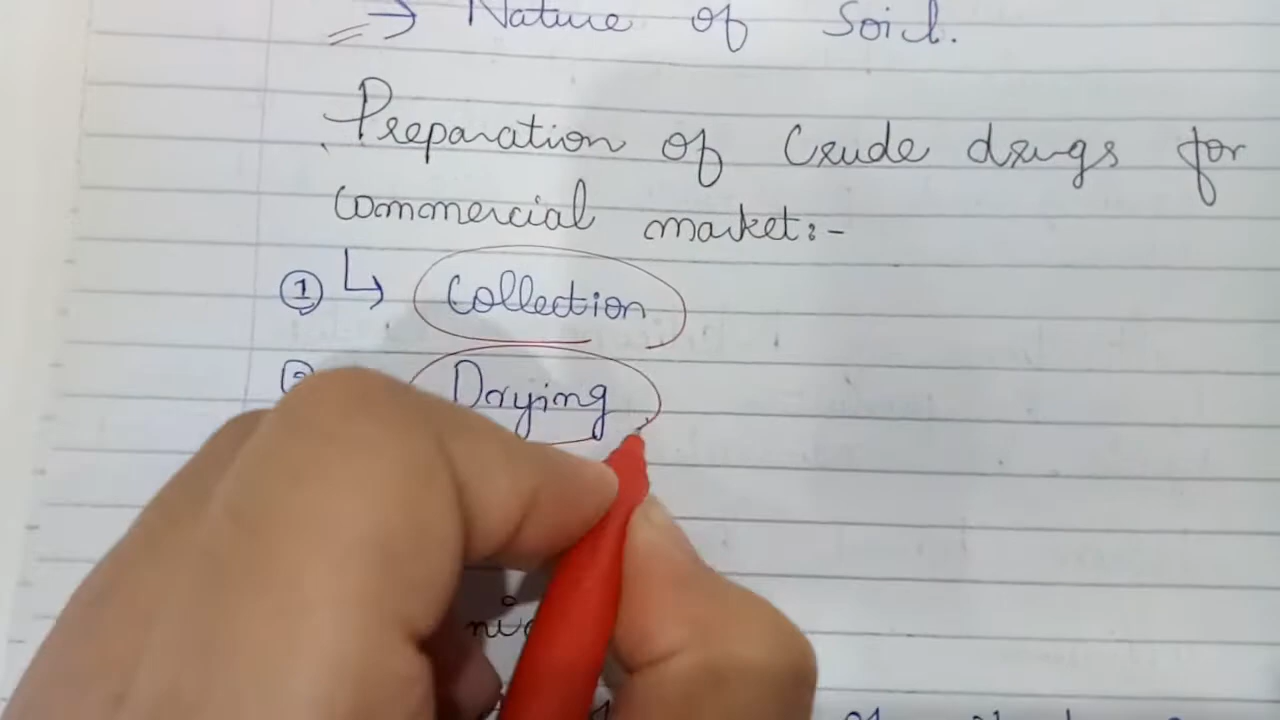 → Nature of Soil.
Preparation of Crude drugs for
Commercial market:-
① ↳ Collection
Drying